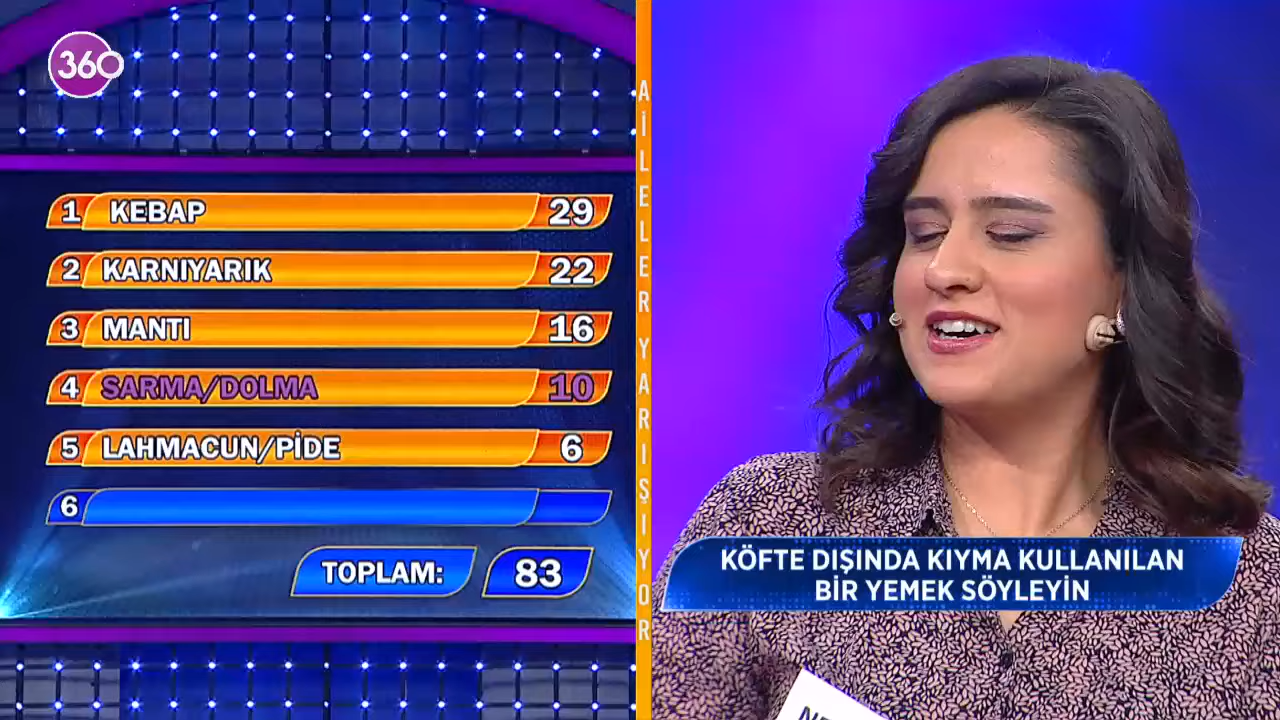 360
1 KEBAP 29
2 KARNIYARIK 22
3 MANTI 16
4 SARMA/DOLMA 10
5 LAHMACUN/PİDE 6
6
TOPLAM: 83
AİLELER YARIŞIYOR
KÖFTE DIŞINDA KIYMA KULLANILAN
BİR YEMEK SÖYLEYİN